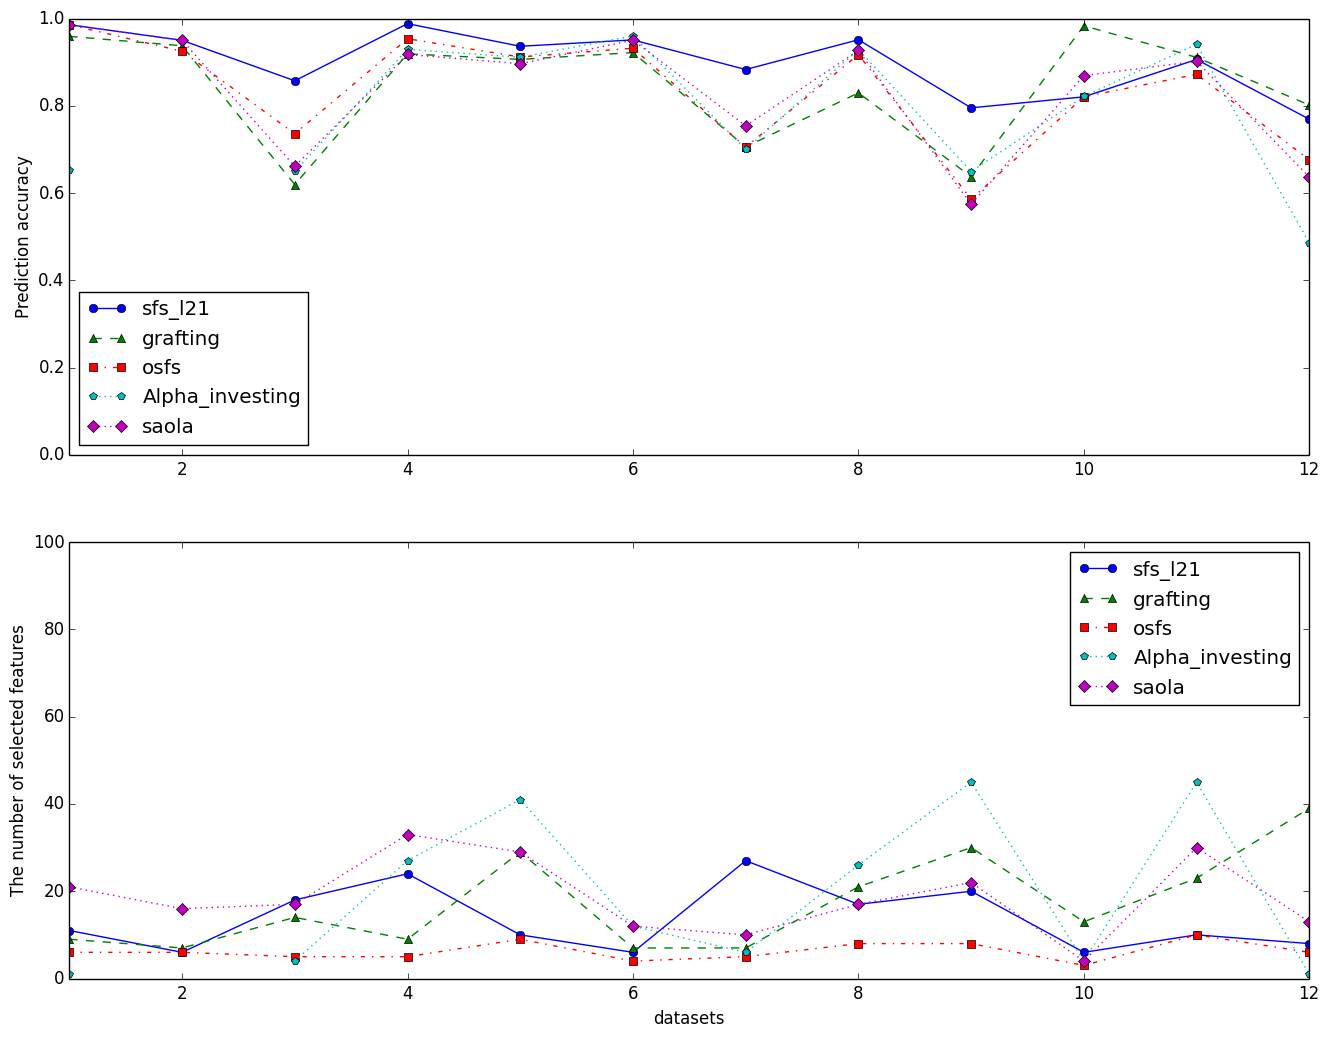 1.0
0.8
0.6
0.4
0.2
0.0
Prediction accuracy
sfs_l21
grafting
osfs
Alpha_investing
saola
2 4 6 8 10 12
100
80
60
40
20
0
The number of selected features
sfs_l21
grafting
osfs
Alpha_investing
saola
2 4 6 8 10 12
datasets